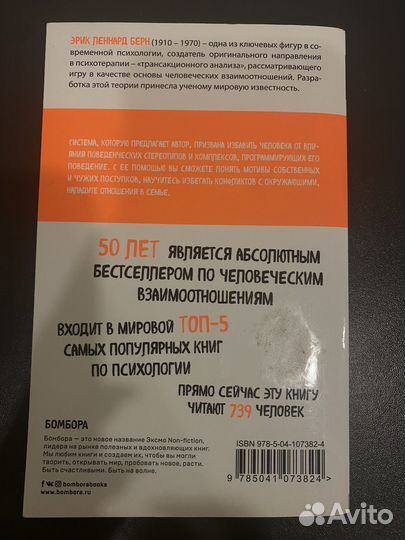 ЭРИК ЛЕННАРД БЕРН (1910 – 1970) – одна из ключевых фигур в со-
временной психологии, создатель оригинального направления
в психотерапии – «трансакционного анализа», рассматривающего
игру в качестве основы человеческих взаимоотношений. Разра-
ботка этой теории принесла ученому мировую известность.
СИСТЕМА, КОТОРУЮ ПРЕДЛАГАЕТ АВТОР, ПРИЗВАНА ИЗБАВИТЬ ЧЕЛОВЕКА ОТ ВЛИ-
ЯНИЯ ПОВЕДЕНЧЕСКИХ СТЕРЕОТИПОВ И КОМПЛЕКСОВ, ПРОГРАММИРУЮЩИХ ЕГО
ПОВЕДЕНИЕ. С ЕЕ ПОМОЩЬЮ ВЫ СМОЖЕТЕ ПОНЯТЬ МОТИВЫ СОБСТВЕННЫХ
И ЧУЖИХ ПОСТУПКОВ, НАУЧИТЕСЬ ИЗБЕГАТЬ КОНФЛИКТОВ С ОКРУЖАЮЩИМИ,
НАЛАДИТЕ ОТНОШЕНИЯ В СЕМЬЕ.
50 ЛЕТ ЯВЛЯЕТСЯ АБСОЛЮТНЫМ
БЕСТСЕЛЛЕРОМ ПО ЧЕЛОВЕЧЕСКИМ
ВЗАИМООТНОШЕНИЯМ
ВХОДИТ В МИРОВОЙ ТОП-5
САМЫХ ПОПУЛЯРНЫХ КНИГ
ПО ПСИХОЛОГИИ
ПРЯМО СЕЙЧАС ЭТУ КНИГУ
ЧИТАЮТ 739 ЧЕЛОВЕК
БОМБОРА
Бомбора – это новое название Эксмо Non-fiction,
лидера на рынке полезных и вдохновляющих книг.
Мы любим книги и создаем их, чтобы вы могли
творить, открывать мир, пробовать новое, расти.
Быть счастливыми. Быть на волне.
bomborabooks
bombora.ru
ISBN 978-5-04-107382-4
9 785041 073824 >
Avito